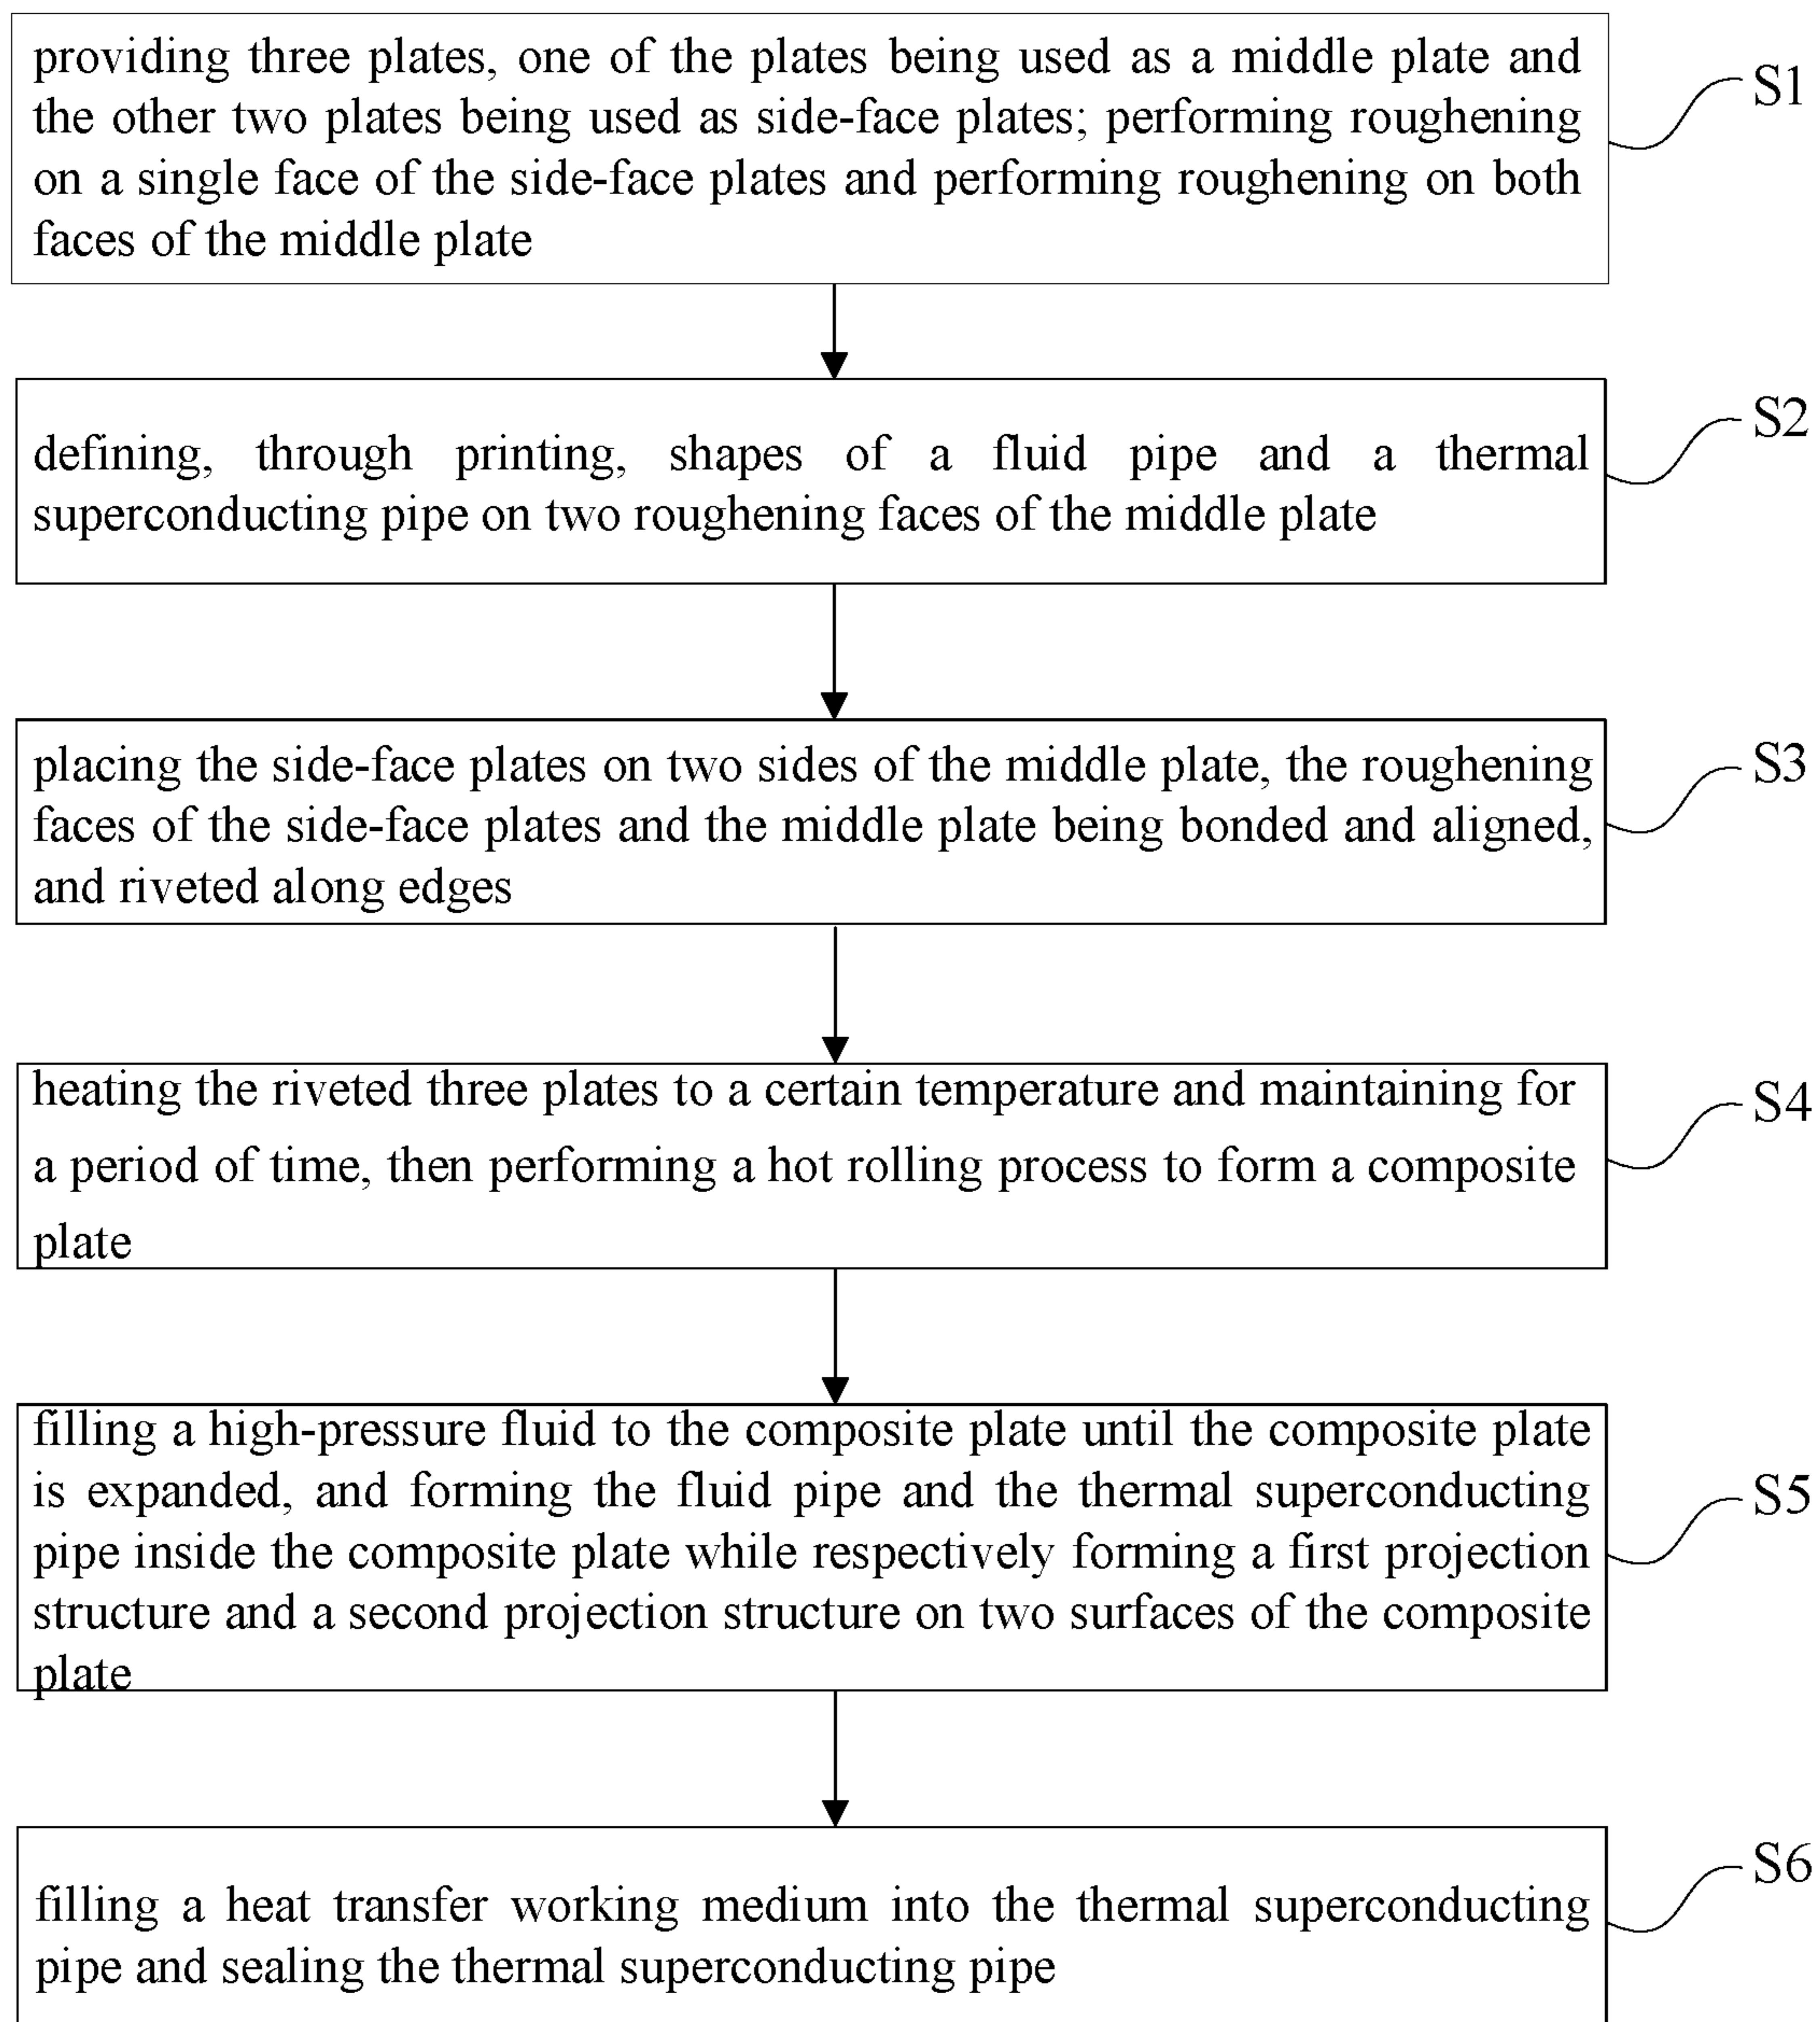 providing three plates, one of the plates being used as a middle plate and
the other two plates being used as side-face plates; performing roughening
on a single face of the side-face plates and performing roughening on both
faces of the middle plate
S1
defining, through printing, shapes of a fluid pipe and a thermal
superconducting pipe on two roughening faces of the middle plate
S2
placing the side-face plates on two sides of the middle plate, the roughening
faces of the side-face plates and the middle plate being bonded and aligned,
and riveted along edges
S3
heating the riveted three plates to a certain temperature and maintaining for
a period of time, then performing a hot rolling process to form a composite
plate
S4
filling a high-pressure fluid to the composite plate until the composite plate
is expanded, and forming the fluid pipe and the thermal superconducting
pipe inside the composite plate while respectively forming a first projection
structure and a second projection structure on two surfaces of the composite
plate
S5
filling a heat transfer working medium into the thermal superconducting
pipe and sealing the thermal superconducting pipe
S6